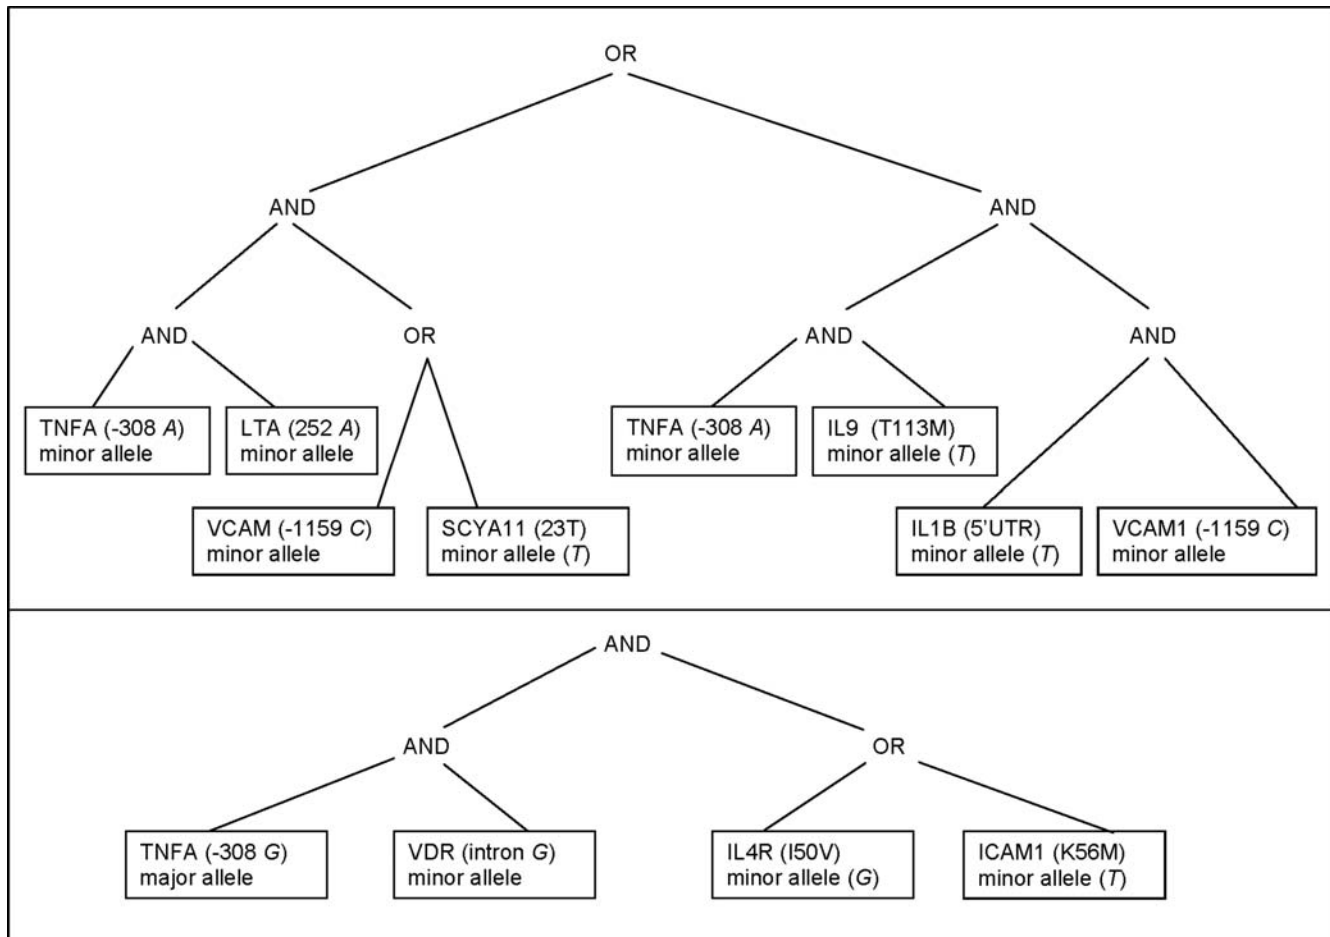 OR
AND
AND
AND
OR
AND
AND
TNFA (-308 A)
minor allele
LTA (252 A)
minor allele
TNFA (-308 A)
minor allele
IL9 (T113M)
minor allele (T)
VCAM (-1159 C)
minor allele
SCYA11 (23T)
minor allele (T)
IL1B (5'UTR)
minor allele (T)
VCAM1 (-1159 C)
minor allele
AND
AND
OR
TNFA (-308 G)
major allele
VDR (intron G)
minor allele
IL4R (I50V)
minor allele (G)
ICAM1 (K56M)
minor allele (T)